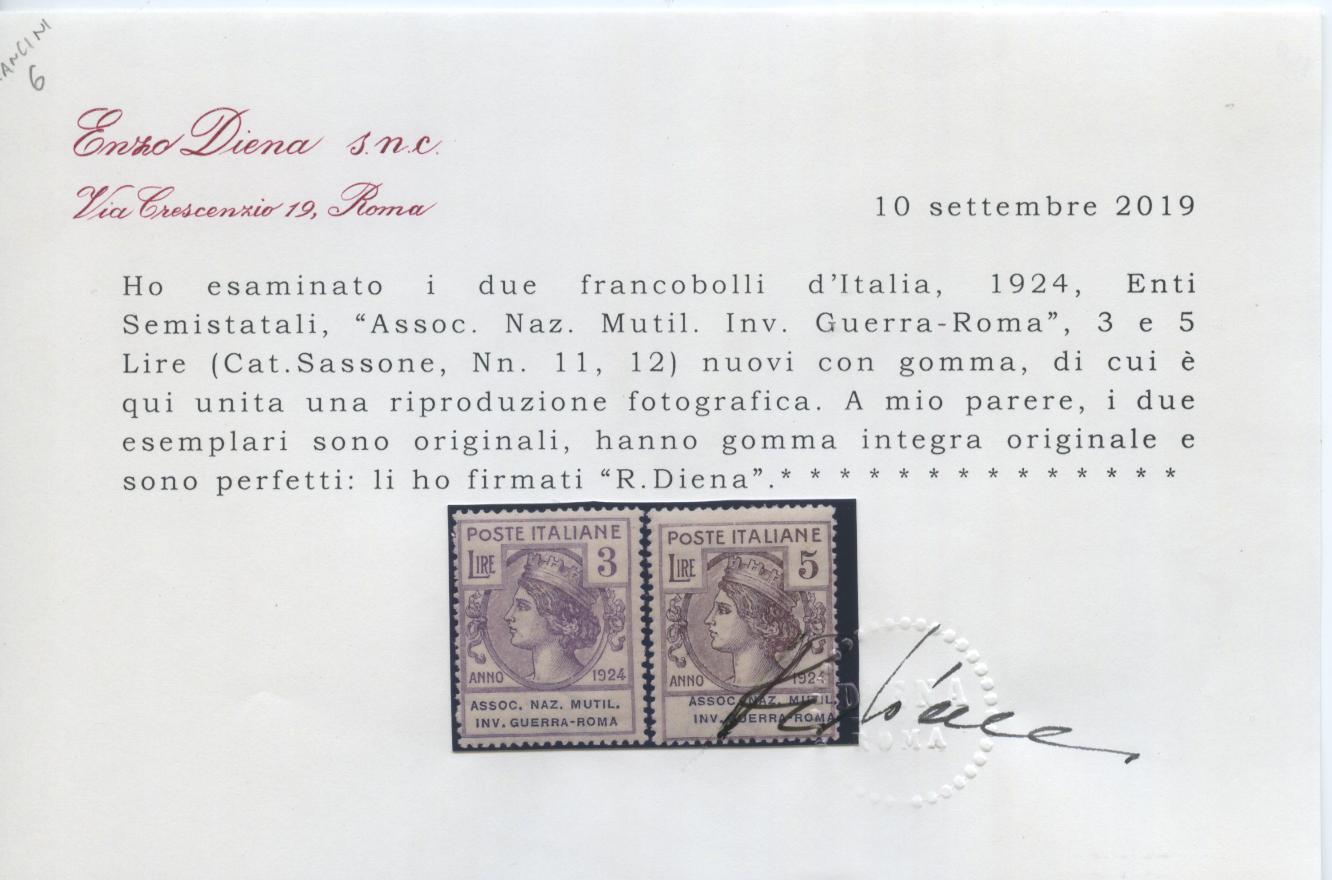 6
Enzo Diena s.n.c.
Via Crescenzio 19, Roma
10 settembre 2019
Ho esaminato i due francobolli d'Italia, 1924, Enti
Semistatali, "Assoc. Naz. Mutil. Inv. Guerra-Roma", 3 e 5
Lire (Cat.Sassone, Nn. 11, 12) nuovi con gomma, di cui è
qui unita una riproduzione fotografica. A mio parere, i due
esemplari sono originali, hanno gomma integra originale e
sono perfetti: li ho firmati "R.Diena".* * * * * * * * * * * * * *
POSTE ITALIANE
LIRE 3
ANNO 1924
ASSOC. NAZ. MUTIL.
INV. GUERRA-ROMA
POSTE ITALIANE
LIRE 5
ANNO 1924
ASSOC. NAZ. MUTIL.
INV. GUERRA-ROMA